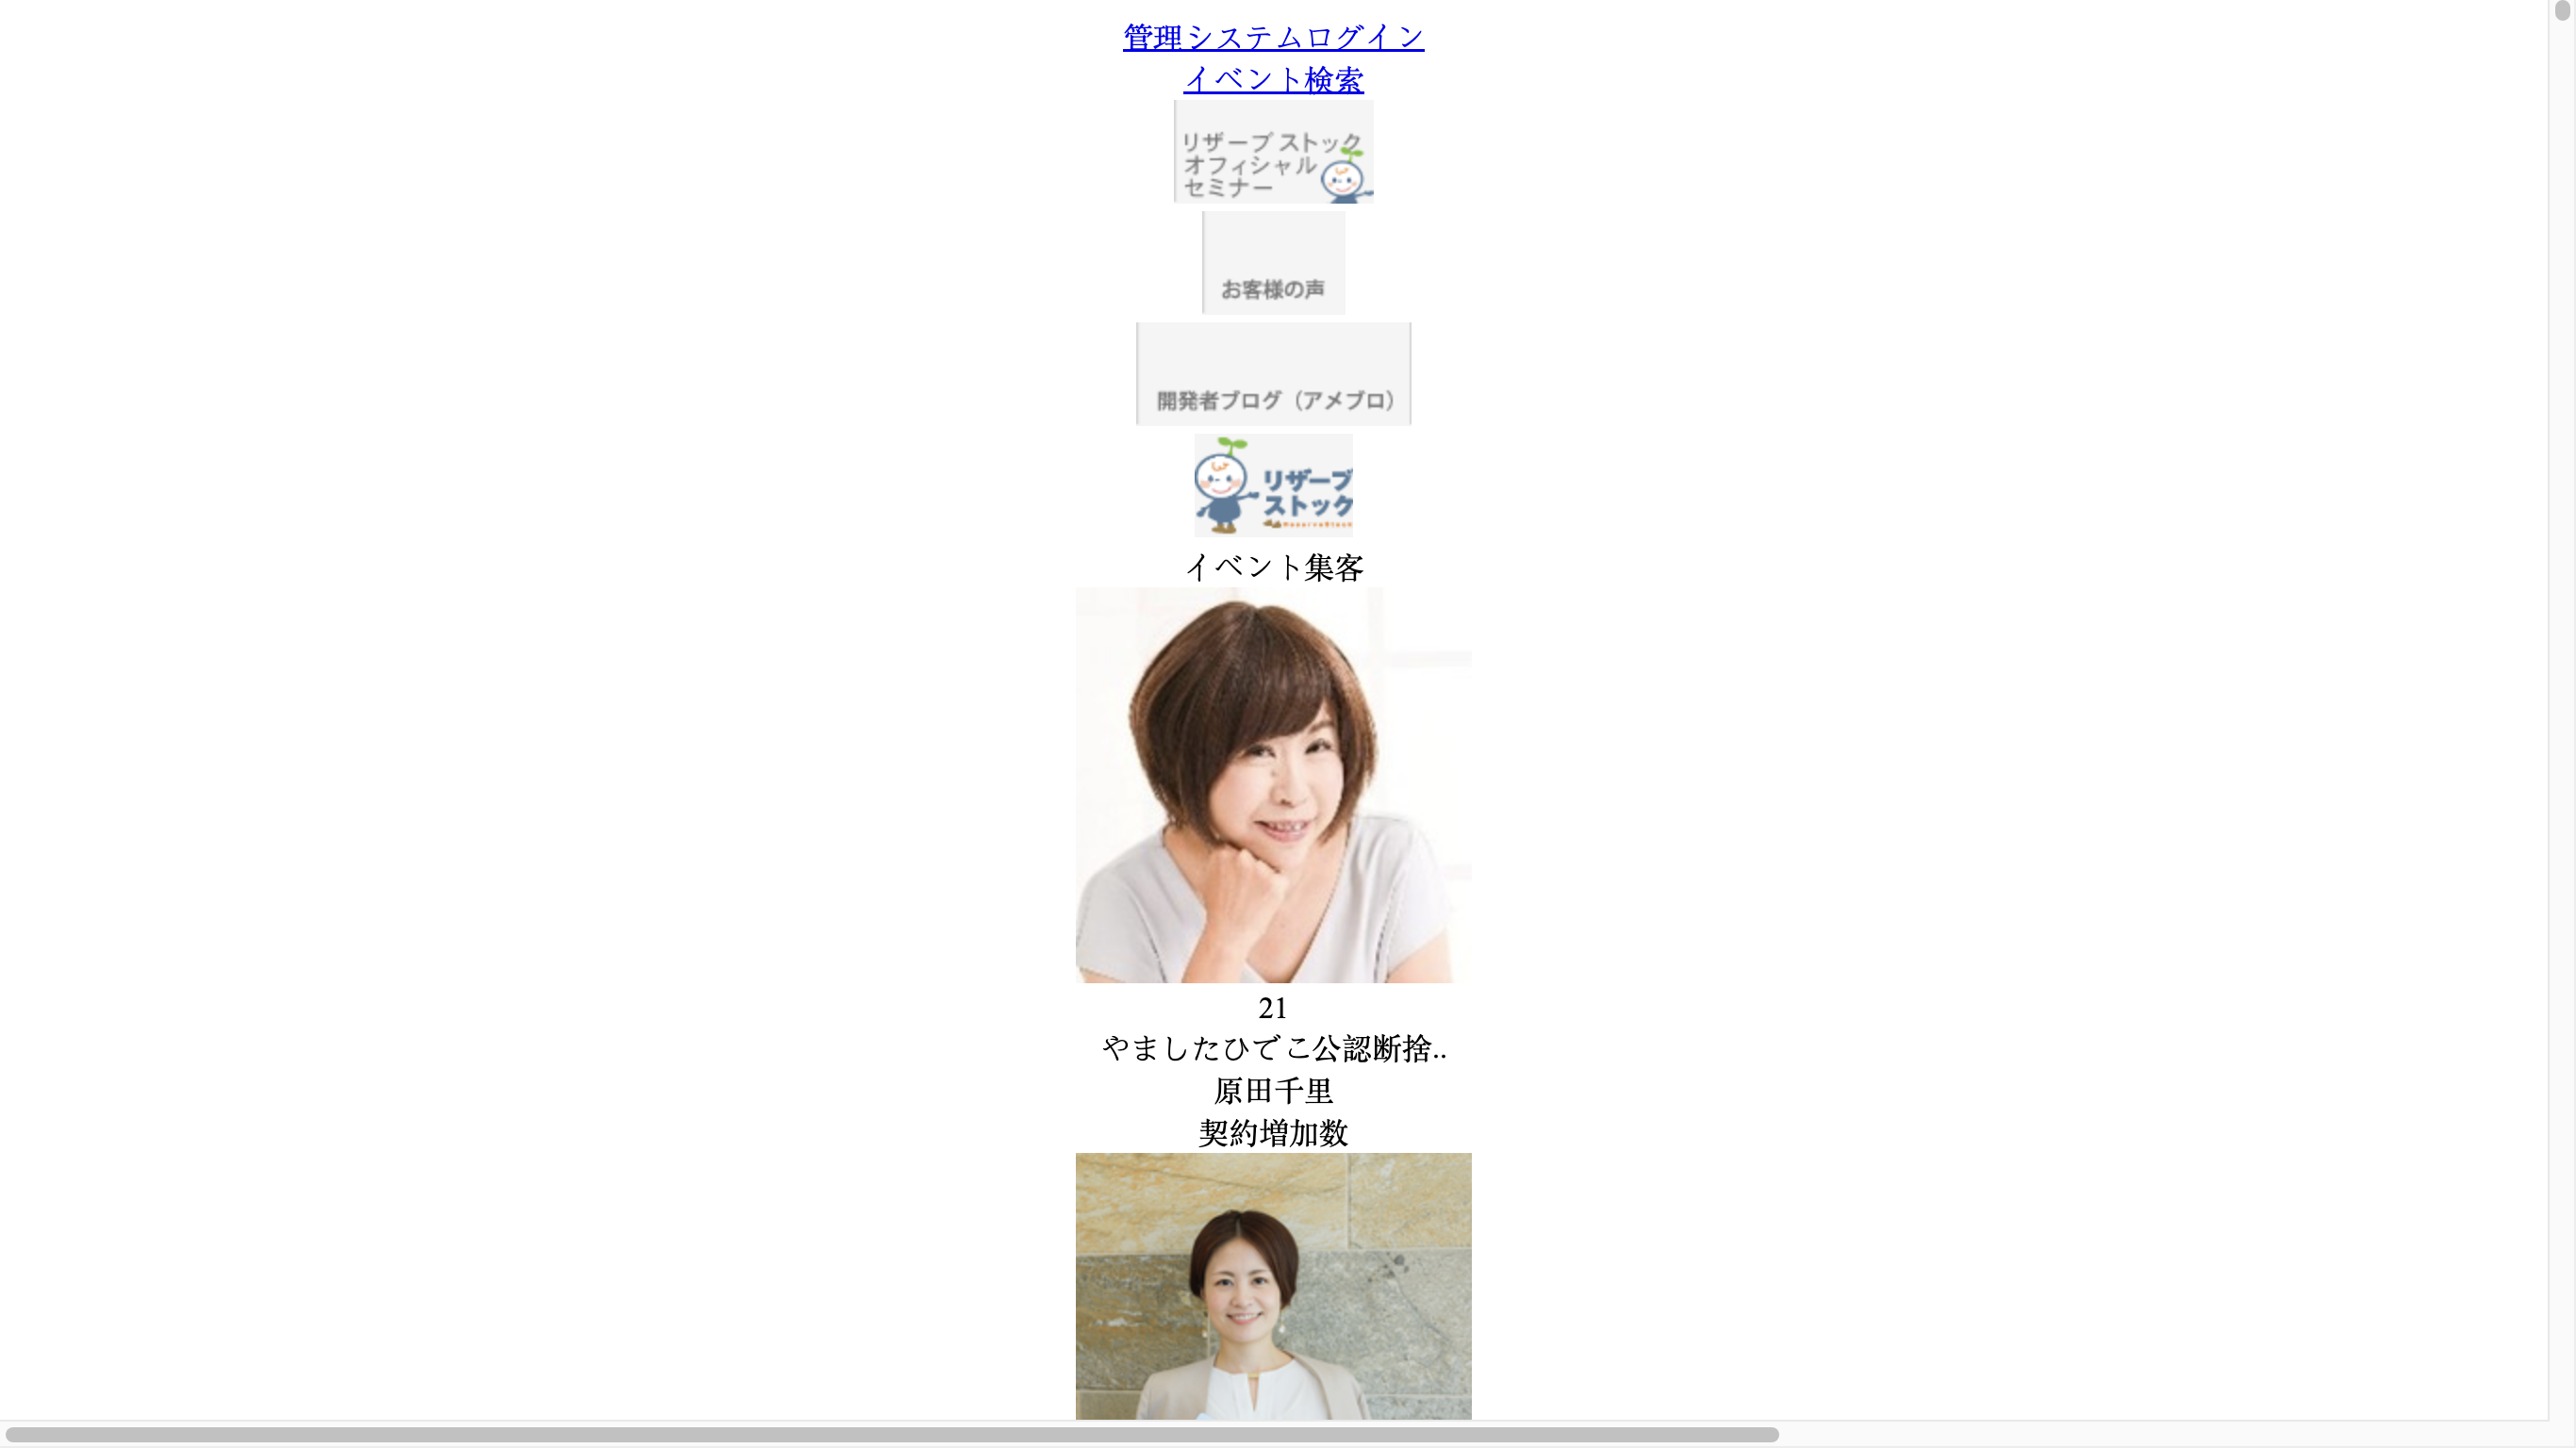 管理システムログイン
イベント検索
リザーブ ストック
オフィシャル
セミナー
お客様の声
開発者ブログ（アメブロ）
リザーブ
ストック
ReserveStock
イベント集客
21
やましたひでこ公認断捨..
原田千里
契約増加数